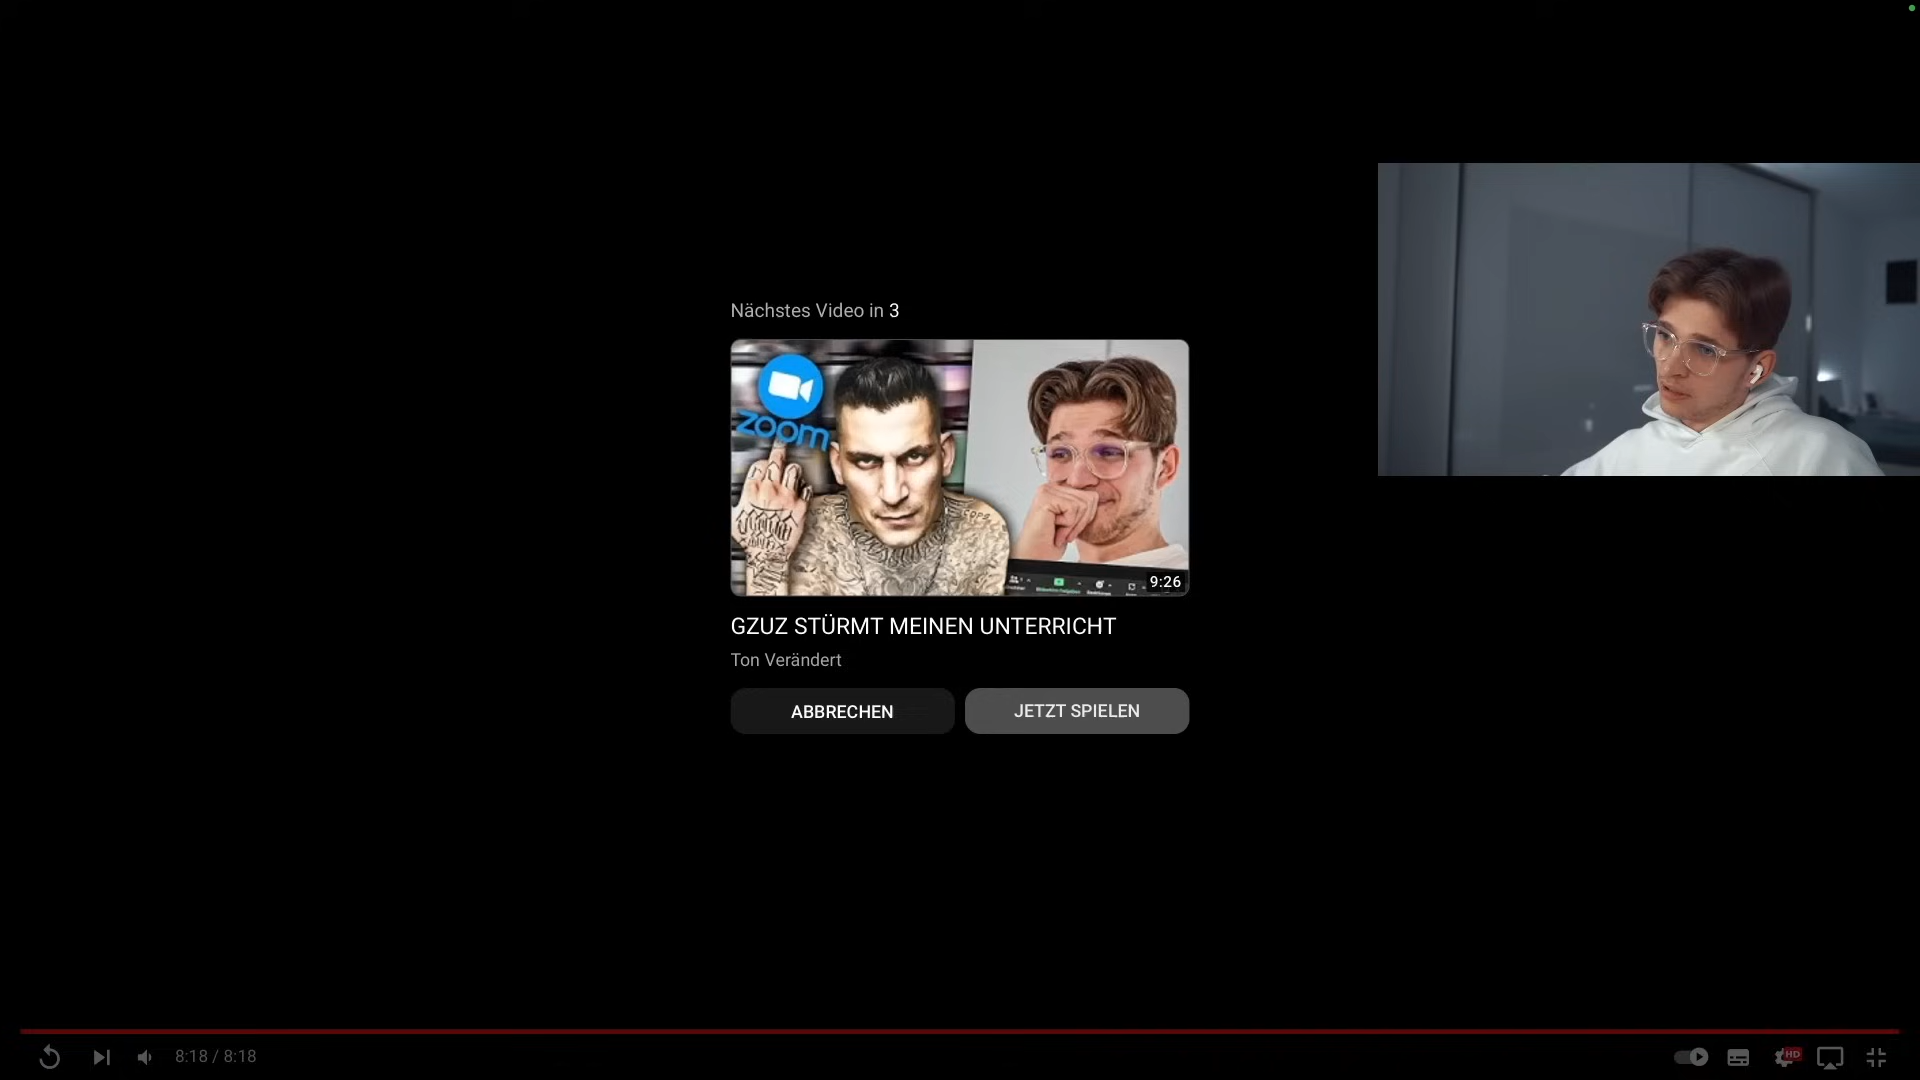 Nächstes Video in 3
zoom
9:26
GZUZ STÜRMT MEINEN UNTERRICHT
Ton Verändert
ABBRECHEN
JETZT SPIELEN
8:18 / 8:18
HD